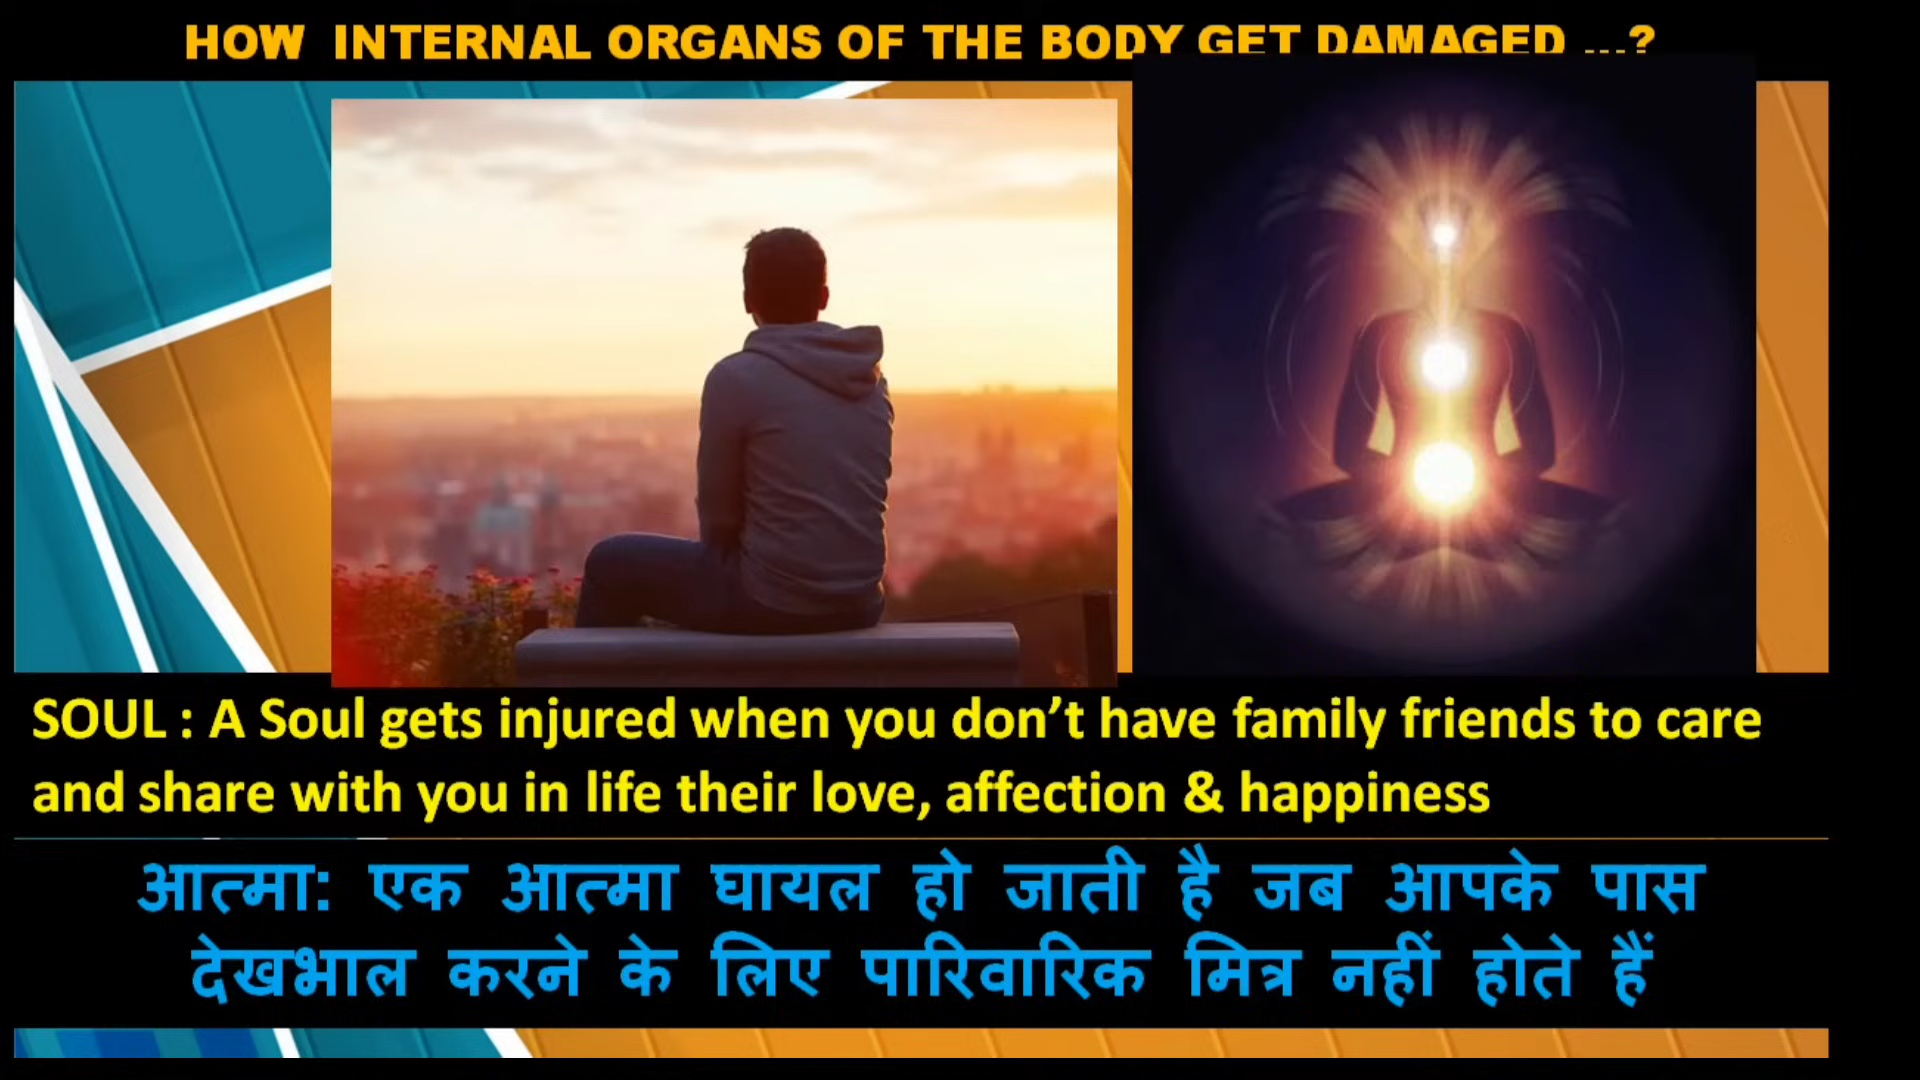 HOW INTERNAL ORGANS OF THE BODY GET DAMAGED ...?
SOUL : A Soul gets injured when you don’t have family friends to care
and share with you in life their love, affection & happiness
आत्मा: एक आत्मा घायल हो जाती है जब आपके पास
देखभाल करने के लिए पारिवारिक मित्र नहीं होते हैं